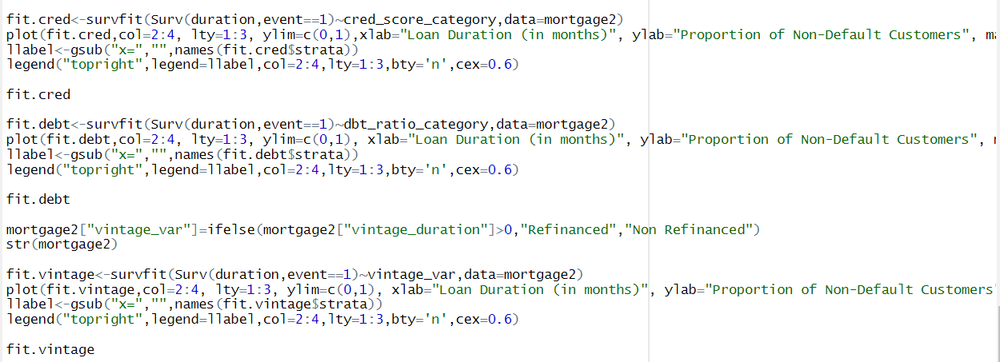 fit.cred<-survfit(Surv(duration,event==1)~cred_score_category,data=mortgage2)
plot(fit.cred,col=2:4, lty=1:3, ylim=c(0,1),xlab="Loan Duration (in months)", ylab="Proportion of Non-Default Customers", ma
llabel<-gsub("x=","",names(fit.cred$strata))
legend("topright",legend=llabel,col=2:4,lty=1:3,bty='n',cex=0.6)
fit.cred
fit.debt<-survfit(Surv(duration,event==1)~dbt_ratio_category,data=mortgage2)
plot(fit.debt,col=2:4, lty=1:3, ylim=c(0,1), xlab="Loan Duration (in months)", ylab="Proportion of Non-Default Customers",
llabel<-gsub("x=","",names(fit.debt$strata))
legend("topright",legend=llabel,col=2:4,lty=1:3,bty='n',cex=0.6)
fit.debt
mortgage2["vintage_var"]=ifelse(mortgage2["vintage_duration"]>0,"Refinanced","Non Refinanced")
str(mortgage2)
fit.vintage<-survfit(Surv(duration,event==1)~vintage_var,data=mortgage2)
plot(fit.vintage,col=2:4, lty=1:3, ylim=c(0,1), xlab="Loan Duration (in months)", ylab="Proportion of Non-Default Customers"
llabel<-gsub("x=","",names(fit.vintage$strata))
legend("topright",legend=llabel,col=2:4,lty=1:3,bty='n',cex=0.6)
fit.vintage